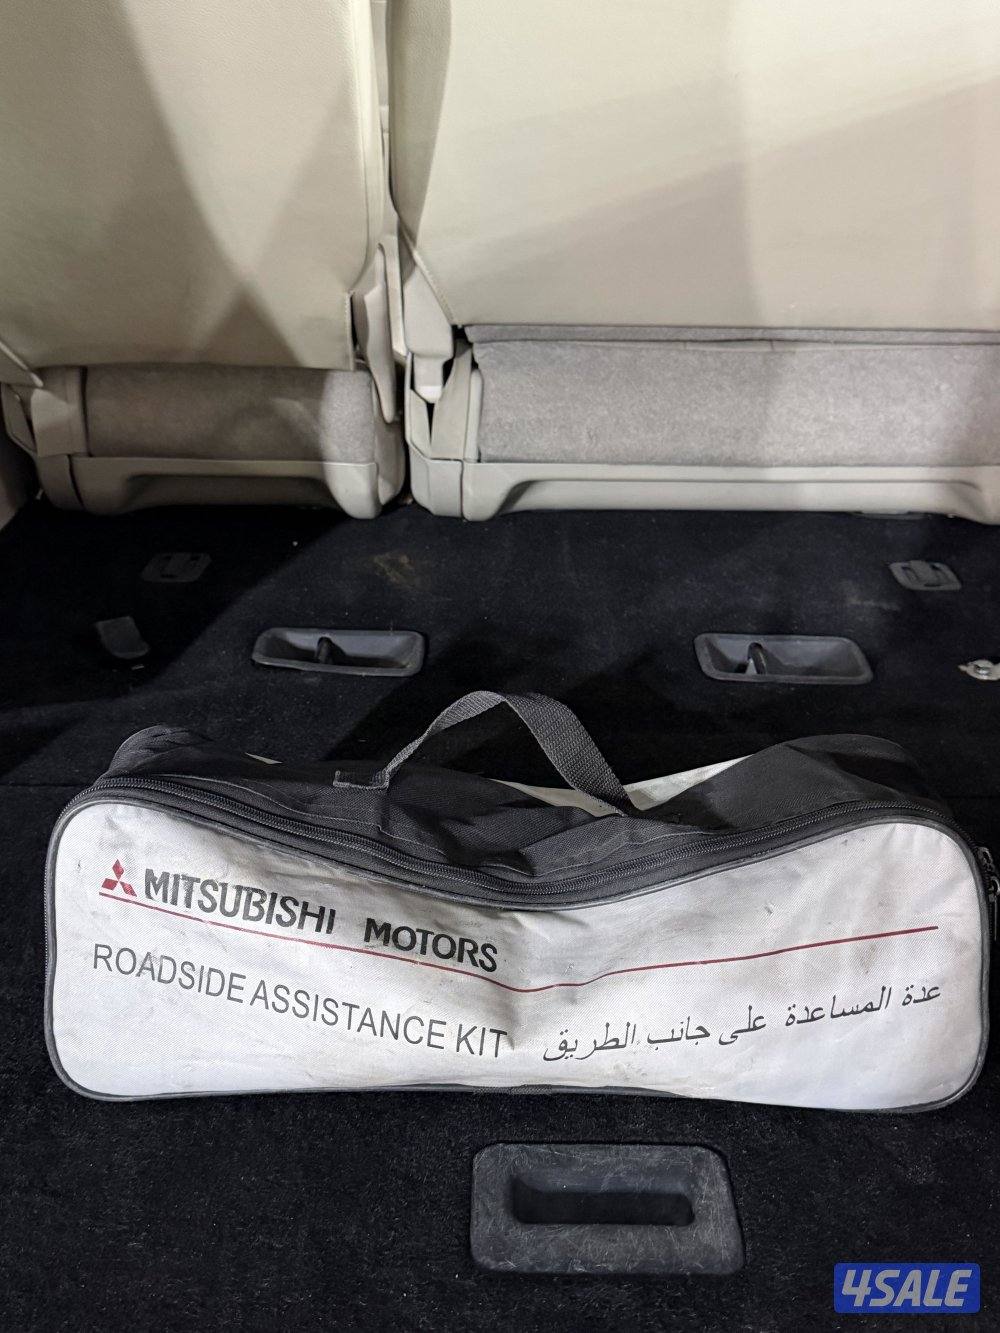 MITSUBISHI MOTORS
ROADSIDE ASSISTANCE KIT
عدة المساعدة على جانب الطريق
4SALE